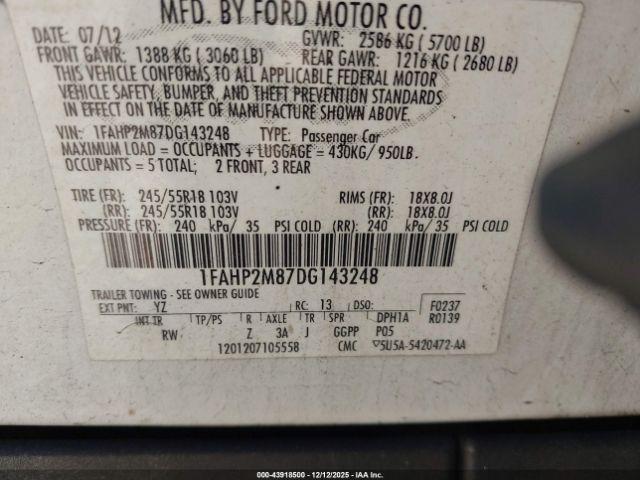 MFD. BY FORD MOTOR CO.
DATE: 07/12 GVWR: 2586 KG ( 5700 LB)
FRONT GAWR: 1388 KG ( 3060 LB) REAR GAWR: 1216 KG ( 2680 LB)
THIS VEHICLE CONFORMS TO ALL APPLICABLE FEDERAL MOTOR
VEHICLE SAFETY, BUMPER, AND THEFT PREVENTION STANDARDS
IN EFFECT ON THE DATE OF MANUFACTURE SHOWN ABOVE.
VIN: 1FAHP2M87DG143248 TYPE: Passenger Car
MAXIMUM LOAD = OCCUPANTS + LUGGAGE = 430KG/ 950LB.
OCCUPANTS = 5 TOTAL; 2 FRONT, 3 REAR
TIRE (FR): 245/55R18 103V RIMS (FR): 18X8.0J
(RR): 245/55R18 103V (RR): 18X8.0J
PRESSURE (FR): 240 kPa/ 35 PSI COLD (RR): 240 kPa/ 35 PSI COLD
1FAHP2M87DG143248
TRAILER TOWING - SEE OWNER GUIDE
EXT PNT: YZ RC: 13 DSO: F0237
INT TR TP/PS R AXLE TR SPR DPH1A R0139
RW Z 3A J GGPP P05
1201207105558 CMC 5U5A-5420472-AA
000-43918500 - 12/12/2025 - IAAI.com